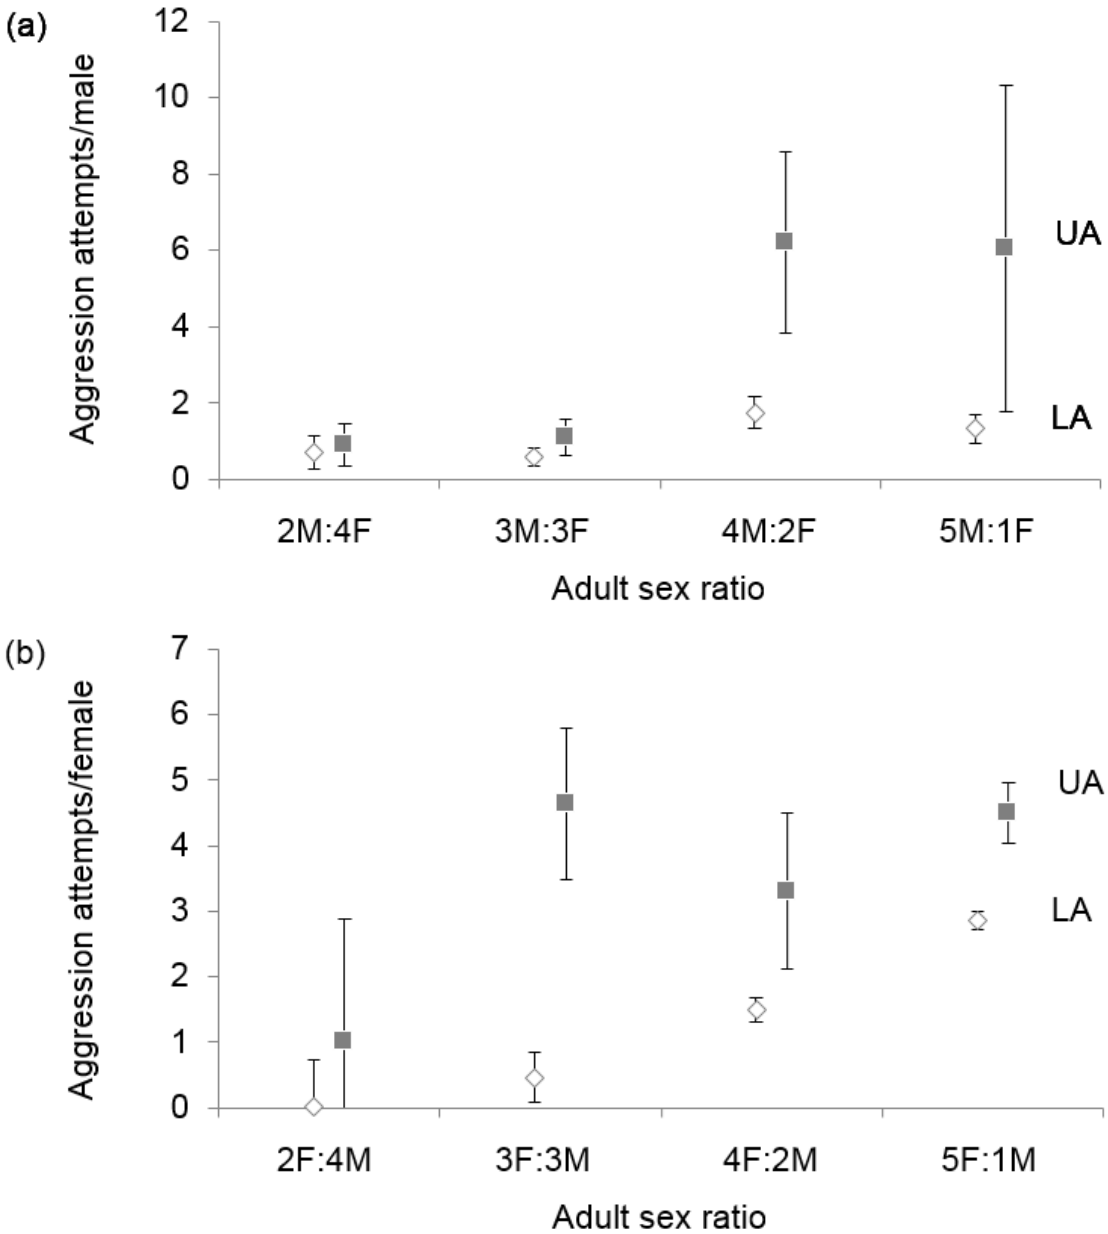 (a)
Aggression attempts/male
12
10
8
6
4
2
0
UA
LA
2M:4F 3M:3F 4M:2F 5M:1F
Adult sex ratio
(b)
Aggression attempts/female
7
6
5
4
3
2
1
0
UA
LA
2F:4M 3F:3M 4F:2M 5F:1M
Adult sex ratio